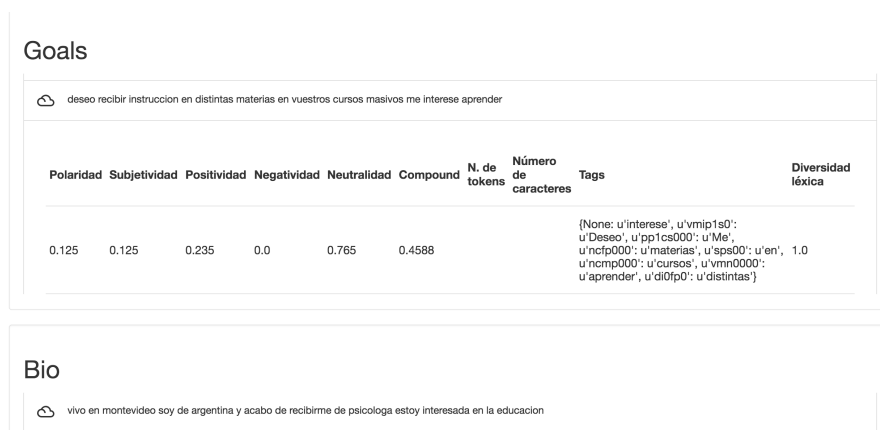 Goals
deseo recibir instruccion en distintas materias en vuestros cursos masivos me interese aprender
Polaridad Subjetividad Positividad Negatividad Neutralidad Compound N. de tokens Número de caracteres Tags Diversidad léxica
0.125 0.125 0.235 0.0 0.765 0.4588 {None: u'interese', u'vmip1s0':
u'Deseo', u'pp1cs000': u'Me',
u'ncfp000': u'materias', u'sps00': u'en', 1.0
u'ncmp000': u'cursos', u'vmn0000':
u'aprender', u'di0fp0': u'distintas'}
Bio
vivo en montevideo soy de argentina y acabo de recibirme de psicologa estoy interesada en la educacion